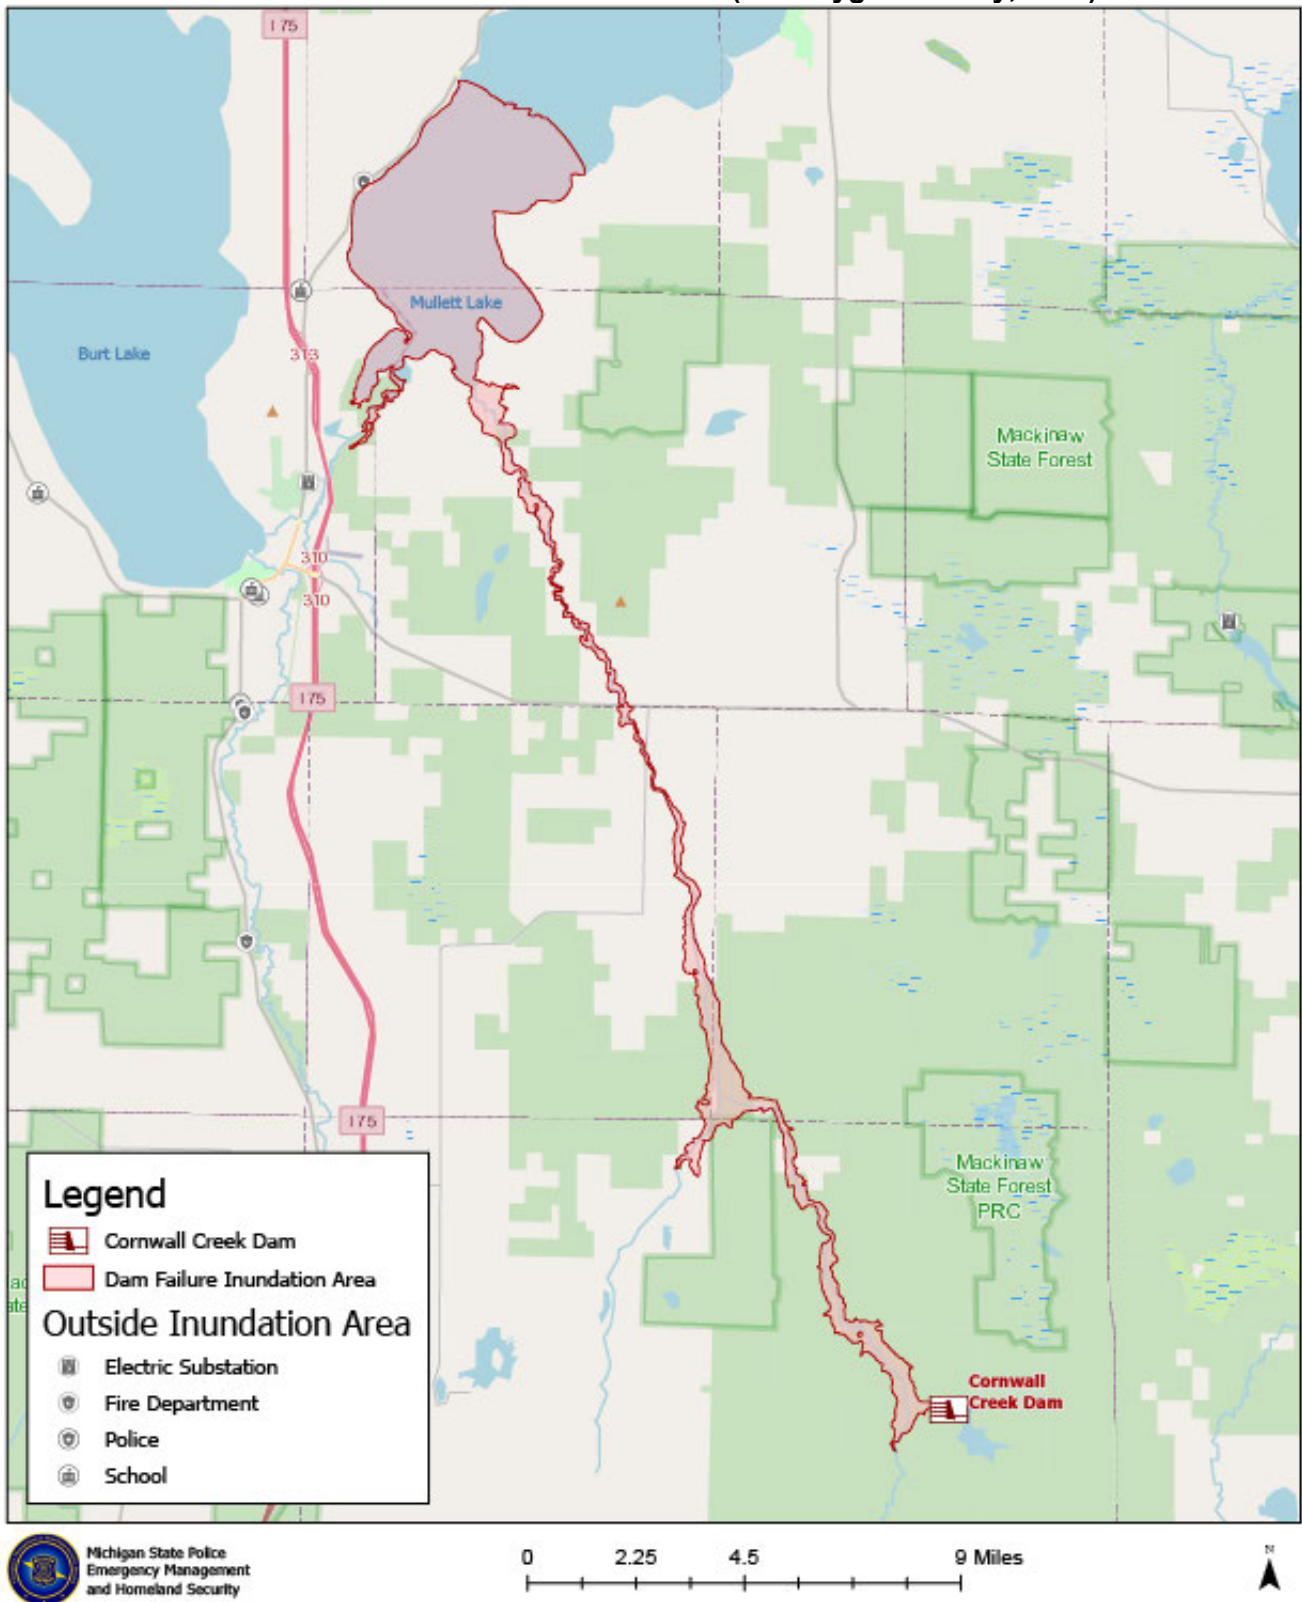 I 75
Mullett Lake
Burt Lake
313
Mackinaw
State Forest
310
310
I 75
I 75
Mackinaw
State Forest
PRC
Cornwall
Creek Dam
Legend
Cornwall Creek Dam
Dam Failure Inundation Area
Outside Inundation Area
Electric Substation
Fire Department
Police
School
Michigan State Police
Emergency Management
and Homeland Security
0 2.25 4.5 9 Miles
N